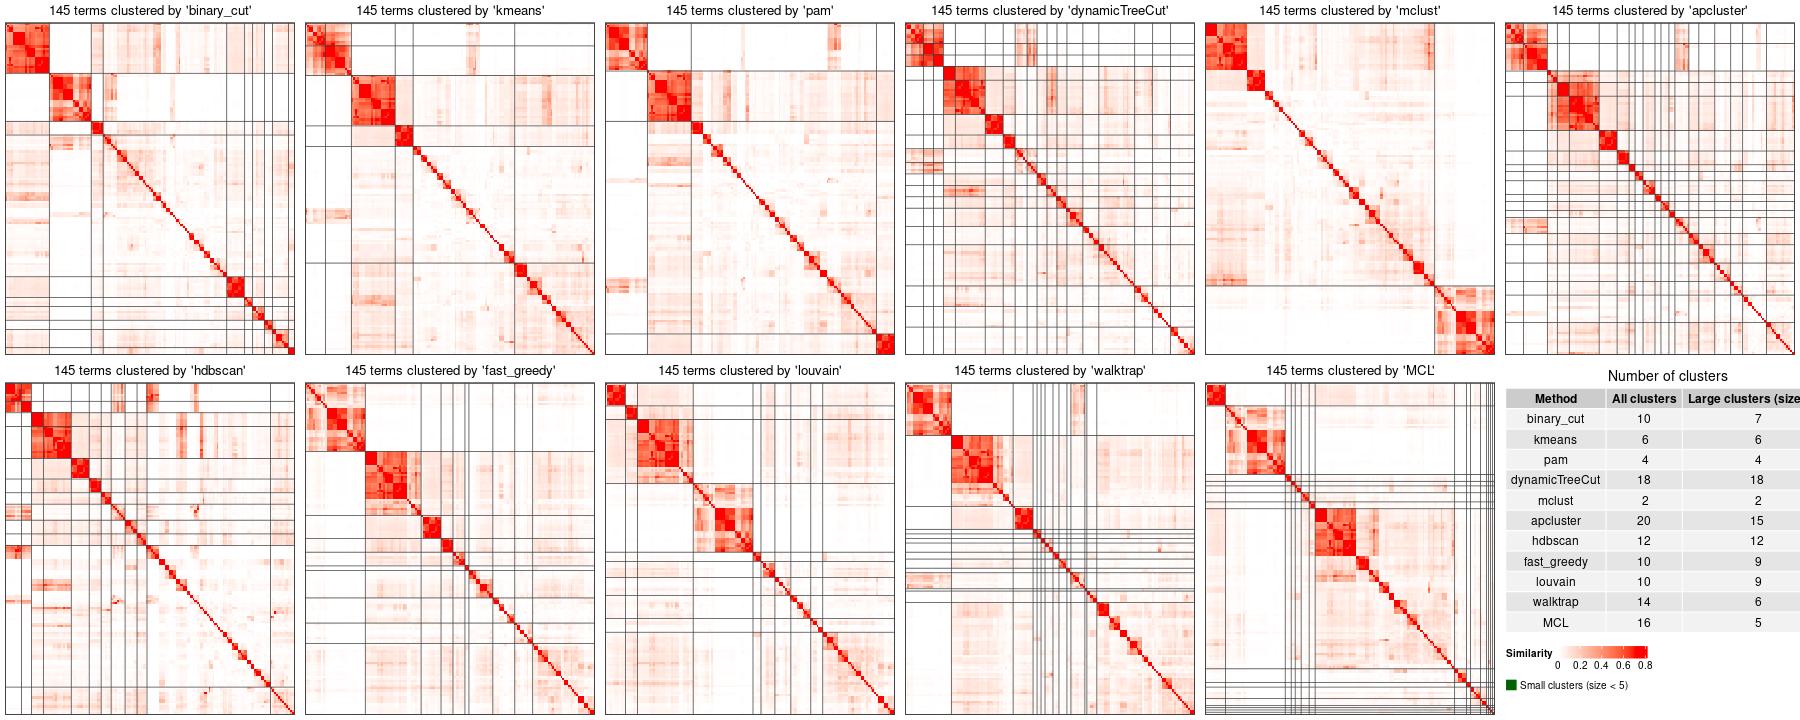 145 terms clustered by 'binary_cut'
145 terms clustered by 'kmeans'
145 terms clustered by 'pam'
145 terms clustered by 'dynamicTreeCut'
145 terms clustered by 'mclust'
145 terms clustered by 'apcluster'
145 terms clustered by 'hdbscan'
145 terms clustered by 'fast_greedy'
145 terms clustered by 'louvain'
145 terms clustered by 'walktrap'
145 terms clustered by 'MCL'
Number of clusters
Method All clusters Large clusters (size
binary_cut 10 7
kmeans 6 6
pam 4 4
dynamicTreeCut 18 18
mclust 2 2
apcluster 20 15
hdbscan 12 12
fast_greedy 10 9
louvain 10 9
walktrap 14 6
MCL 16 5
Similarity
0 0.2 0.4 0.6 0.8
Small clusters (size < 5)